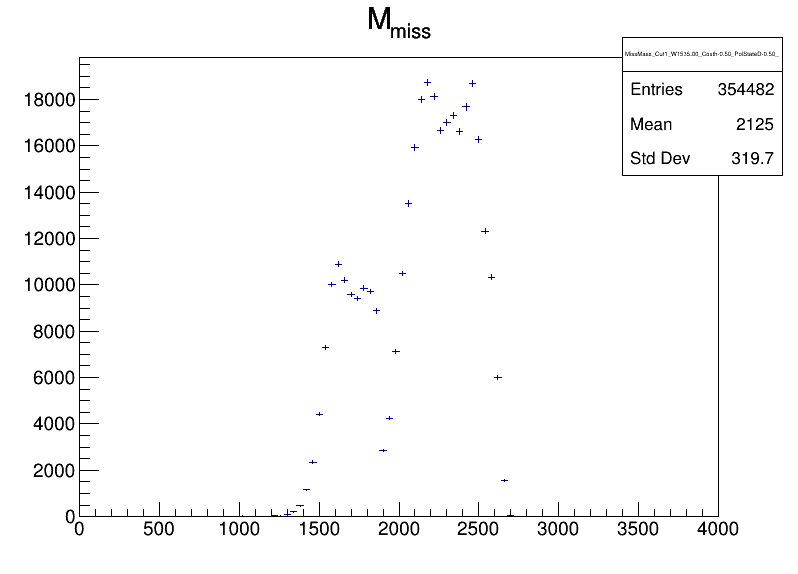 M_miss
MissMass_Cut1_W1535.00_Costh-0.50_PolStateD-0.50_
Entries 354482
Mean 2125
Std Dev 319.7
18000
16000
14000
12000
10000
8000
6000
4000
2000
0
0 500 1000 1500 2000 2500 3000 3500 4000